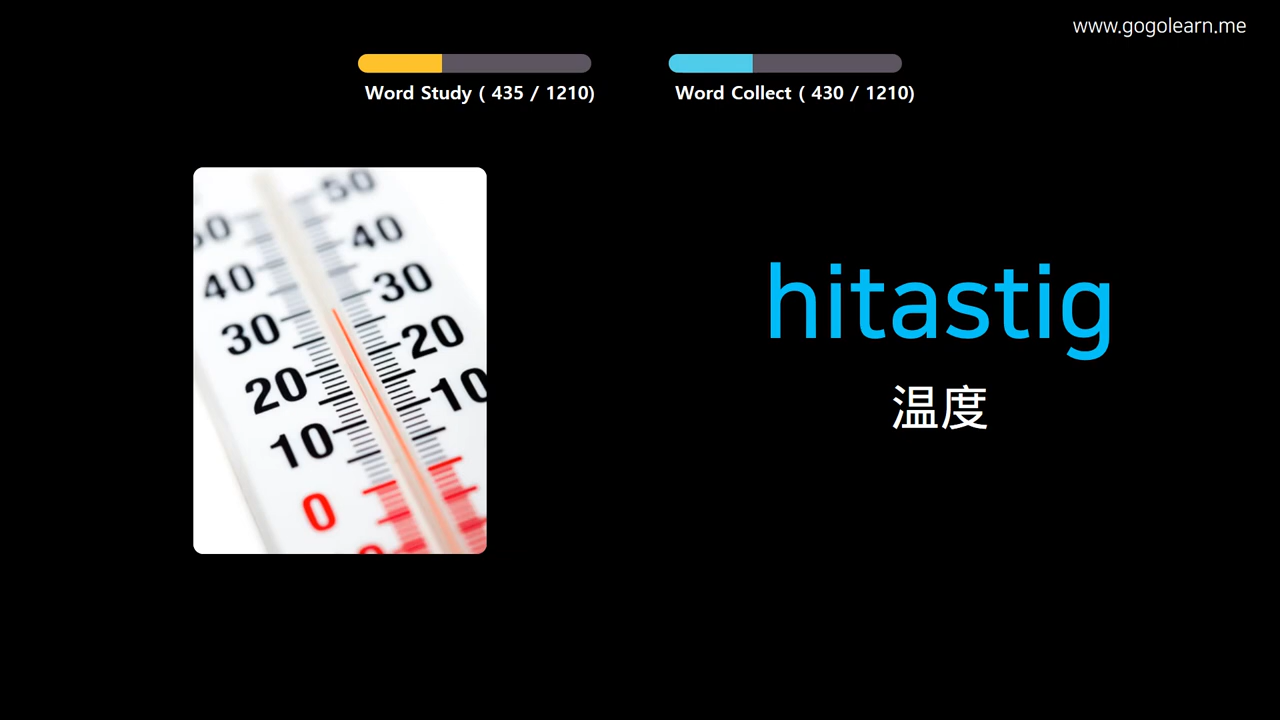 www.gogolearn.me
Word Study ( 435 / 1210)
Word Collect ( 430 / 1210)
50
50
40
40
30
30
20
20
10
10
0
hitastig
温度